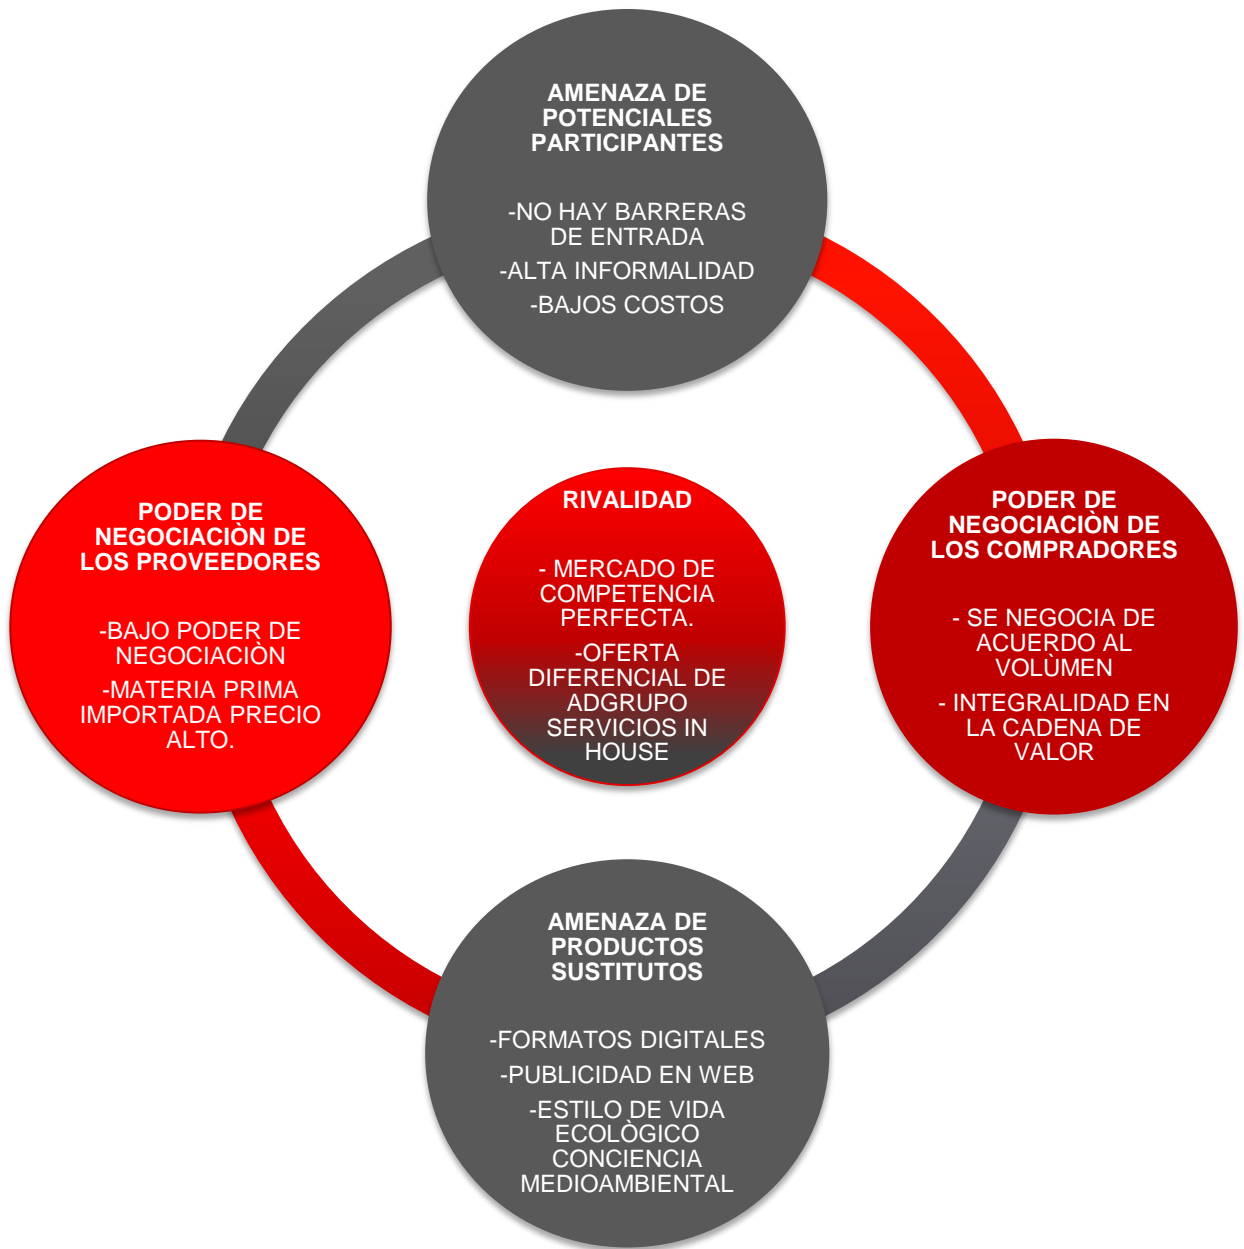 AMENAZA DE
POTENCIALES
PARTICIPANTES
-NO HAY BARRERAS
DE ENTRADA
-ALTA INFORMALIDAD
-BAJOS COSTOS
PODER DE
NEGOCIACIÒN DE
LOS PROVEEDORES
-BAJO PODER DE
NEGOCIACIÒN
-MATERIA PRIMA
IMPORTADA PRECIO
ALTO.
RIVALIDAD
- MERCADO DE
COMPETENCIA
PERFECTA.
-OFERTA
DIFERENCIAL DE
ADGRUPO
SERVICIOS IN
HOUSE
PODER DE
NEGOCIACIÒN DE
LOS COMPRADORES
- SE NEGOCIA DE
ACUERDO AL
VOLÙMEN
- INTEGRALIDAD EN
LA CADENA DE
VALOR
AMENAZA DE
PRODUCTOS
SUSTITUTOS
-FORMATOS DIGITALES
-PUBLICIDAD EN WEB
-ESTILO DE VIDA
ECOLÒGICO
CONCIENCIA
MEDIOAMBIENTAL